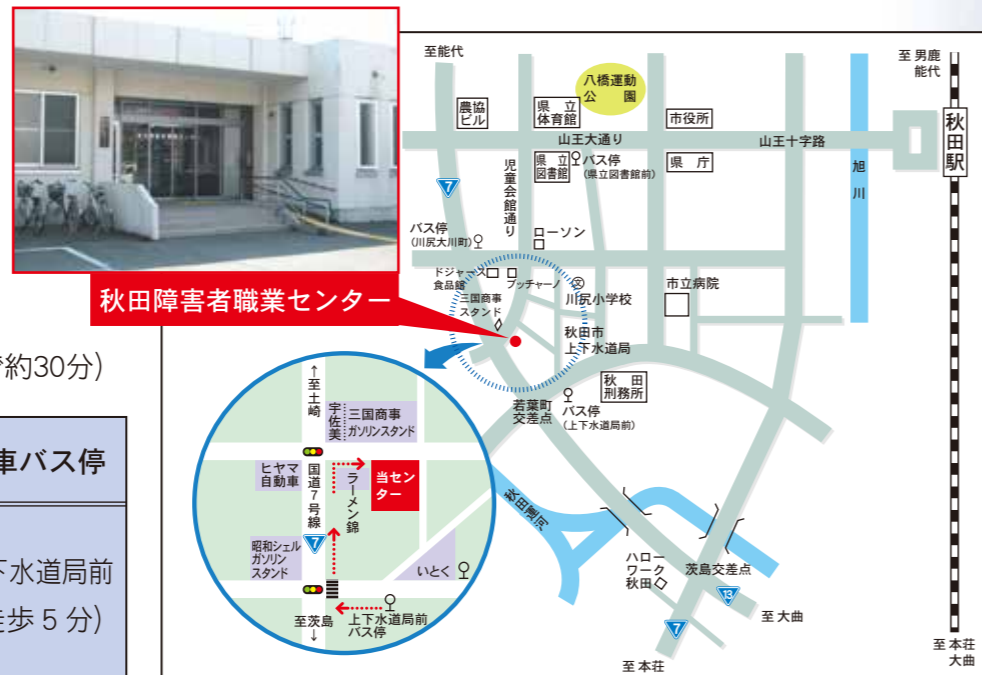 秋田障害者職業センター
約30分)
車バス停
下水道局前
徒歩5分)
至能代
八橋運動
公園
農協
ビル
県立
体育館
市役所
山王大通り
山王十字路
県立
図書館
バス停
(県立図書館前)
県庁
旭川
至 男鹿
能代
秋田駅
7
児童会館通り
バス停
(川尻大川町)
ローソン
ドジャース
食品館
ブッチャーノ
文
川尻小学校
市立病院
三国商事
スタンド
秋田市
上下水道局
秋田
刑務所
若葉町
交差点
バス停
(上下水道局前)
秋田運河
ハロー
ワーク
秋田
茨島交差点
13
至 大曲
7
至 本荘
至 本荘
大曲
↑至土崎
宇佐美
三国商事
ガソリンスタンド
ヒヤマ
自動車
国道7号線
ラーメン錦
当セン
ター
7
昭和シェル
ガソリン
スタンド
いとく
至茨島
↓
上下水道局前
バス停